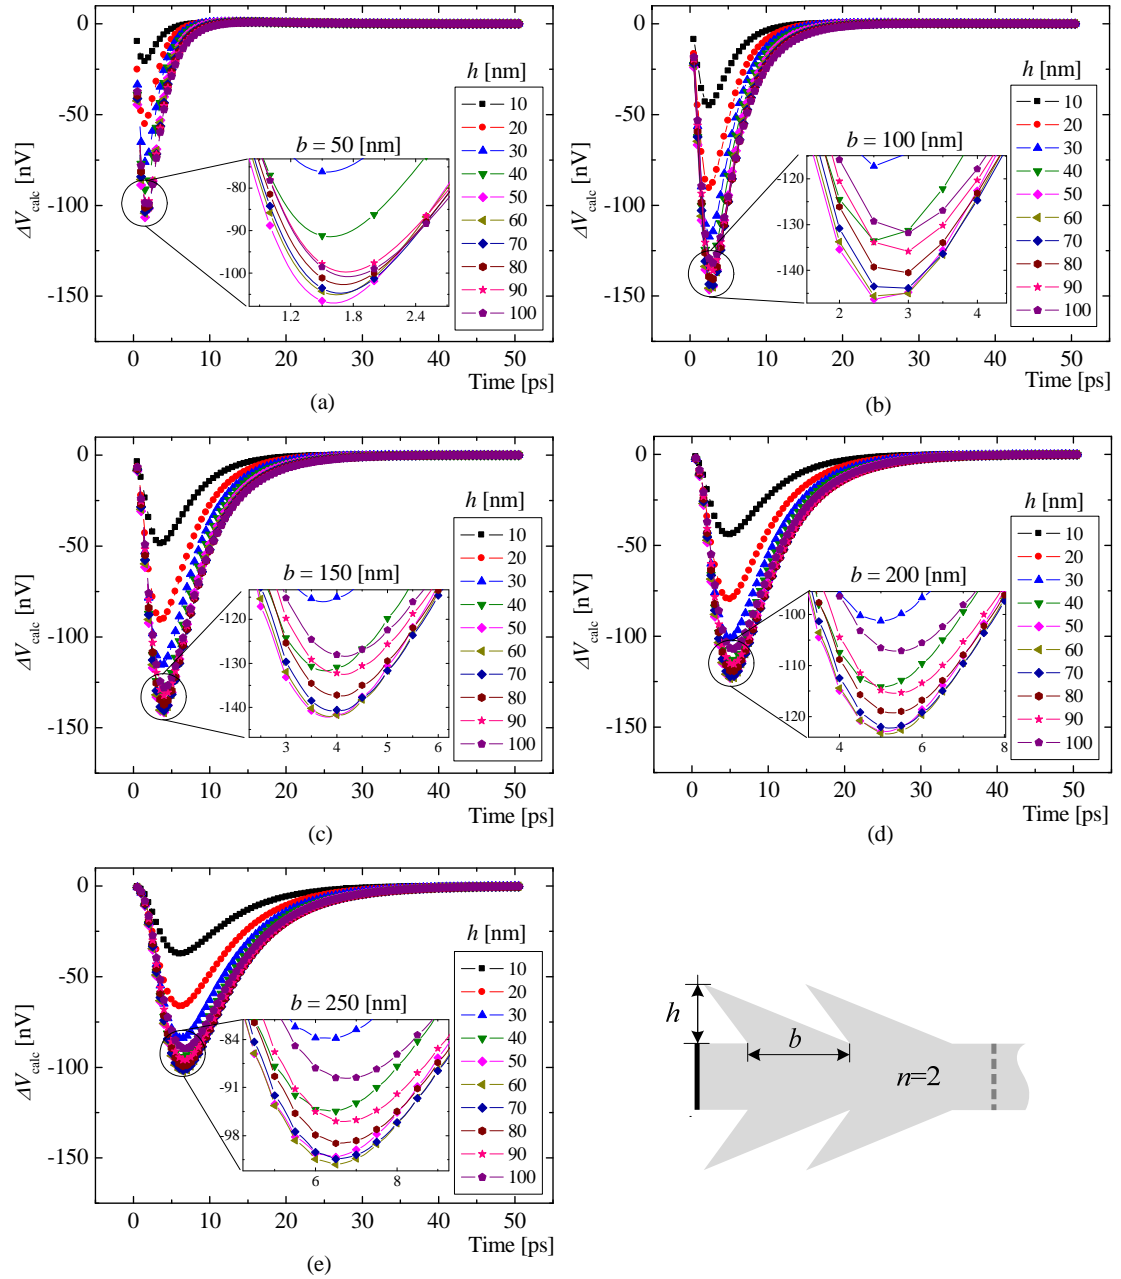 0
-50
-100
-150
ΔV_calc [nV]
h [nm]
10
20
30
40
50
60
70
80
90
100
b = 50 [nm]
-80
-90
-100
1.2
1.8
2.4
0 10 20 30 40 50
Time [ps]
(a)
0
-50
-100
-150
ΔV_calc [nV]
h [nm]
10
20
30
40
50
60
70
80
90
100
b = 100 [nm]
-120
-130
-140
2 3 4
0 10 20 30 40 50
Time [ps]
(b)
0
-50
-100
-150
ΔV_calc [nV]
h [nm]
10
20
30
40
50
60
70
80
90
100
b = 150 [nm]
-120
-130
-140
3 4 5 6
0 10 20 30 40 50
Time [ps]
(c)
0
-50
-100
-150
ΔV_calc [nV]
h [nm]
10
20
30
40
50
60
70
80
90
100
b = 200 [nm]
-100
-110
-120
4 6 8
0 10 20 30 40 50
Time [ps]
(d)
0
-50
-100
-150
ΔV_calc [nV]
h [nm]
10
20
30
40
50
60
70
80
90
100
b = 250 [nm]
-84
-91
-98
6 8
0 10 20 30 40 50
Time [ps]
(e)
h
b
n=2